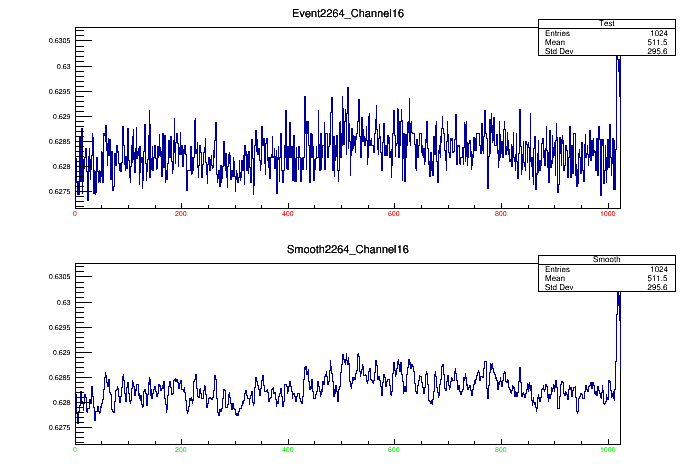 Event2264_Channel16
Test
Entries 1024
Mean 511.5
Std Dev 295.6
0.6305
0.63
0.6295
0.629
0.6285
0.628
0.6275
0 200 400 600 800 1000
Smooth2264_Channel16
Smooth
Entries 1024
Mean 511.5
Std Dev 295.6
0.6305
0.63
0.6295
0.629
0.6285
0.628
0.6275
0 200 400 600 800 1000